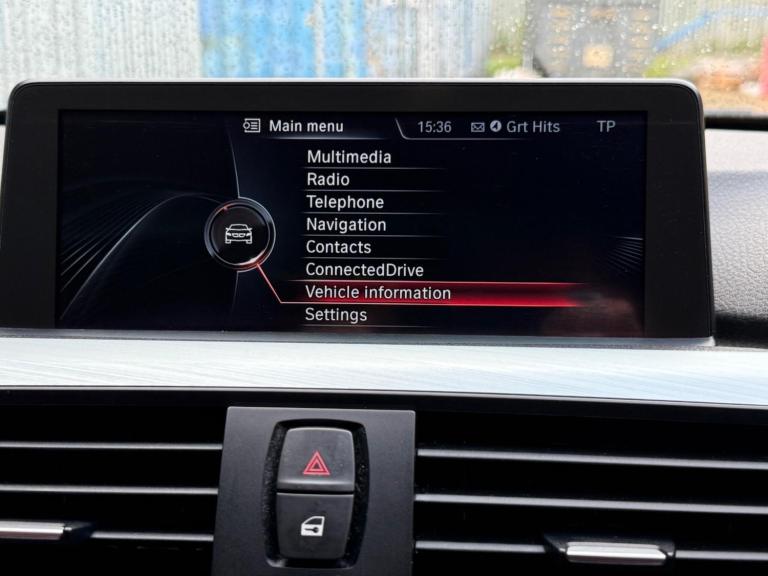 Main menu 15:36 Grt Hits TP
Multimedia
Radio
Telephone
Navigation
Contacts
ConnectedDrive
Vehicle information
Settings